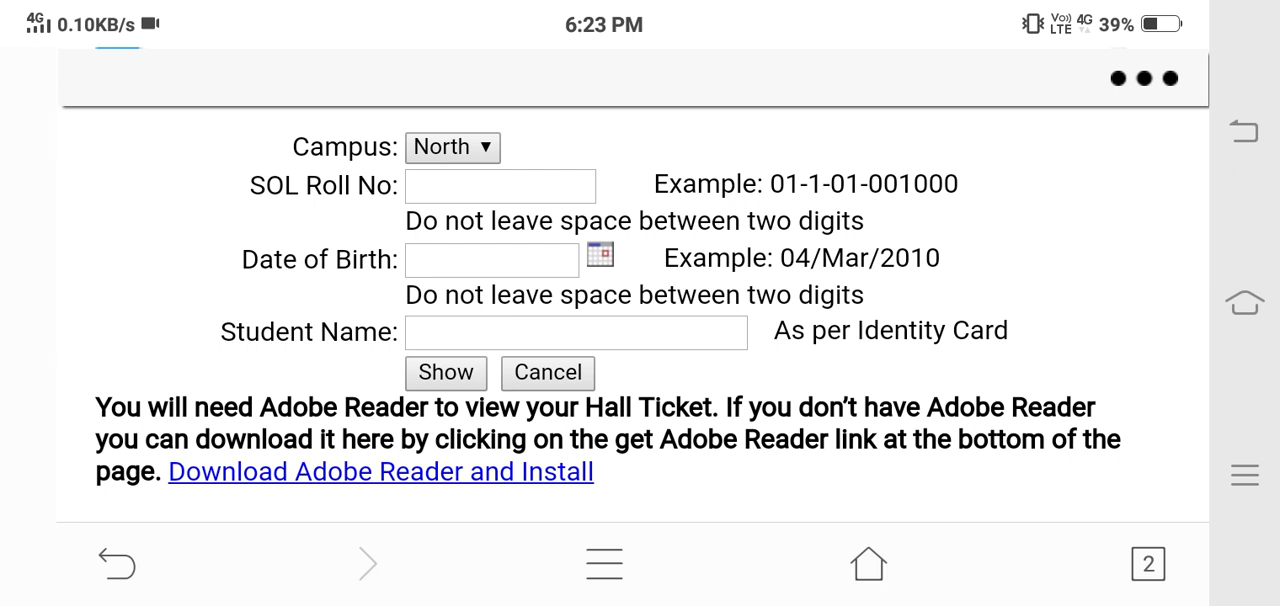 4G 0.10KB/s 6:23 PM Vo) LTE 4G 39%
Campus: North ▼
SOL Roll No: Example: 01-1-01-001000
Do not leave space between two digits
Date of Birth: Example: 04/Mar/2010
Do not leave space between two digits
Student Name: As per Identity Card
Show Cancel
You will need Adobe Reader to view your Hall Ticket. If you don’t have Adobe Reader
you can download it here by clicking on the get Adobe Reader link at the bottom of the
page. Download Adobe Reader and Install
2